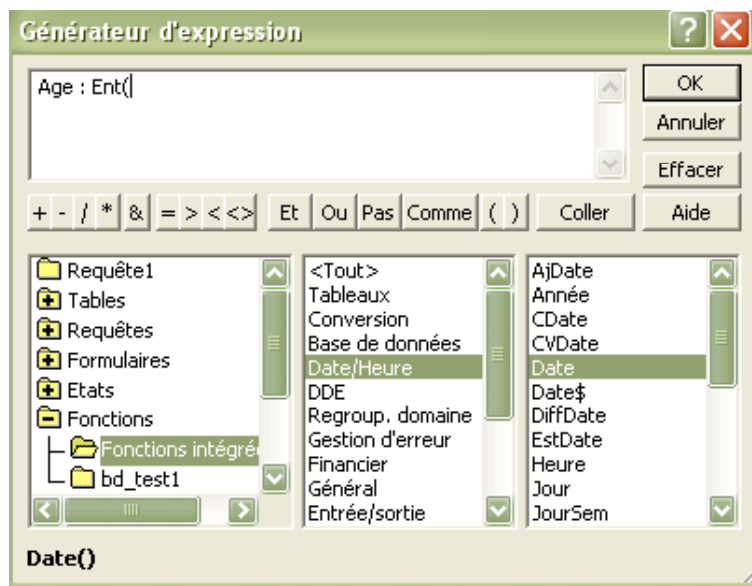 Générateur d'expression
Age : Ent(
OK
Annuler
Effacer
+ - / * & = > < <> Et Ou Pas Comme ( ) Coller Aide
Requête1
Tables
Requêtes
Formulaires
Etats
Fonctions
Fonctions intégrée
bd_test1
<Tout>
Tableaux
Conversion
Base de données
Date/Heure
DDE
Regroup. domaine
Gestion d'erreur
Financier
Général
Entrée/sortie
AjDate
Année
CDate
CVDate
Date
Date$
DiffDate
EstDate
Heure
Jour
JourSem
Date()